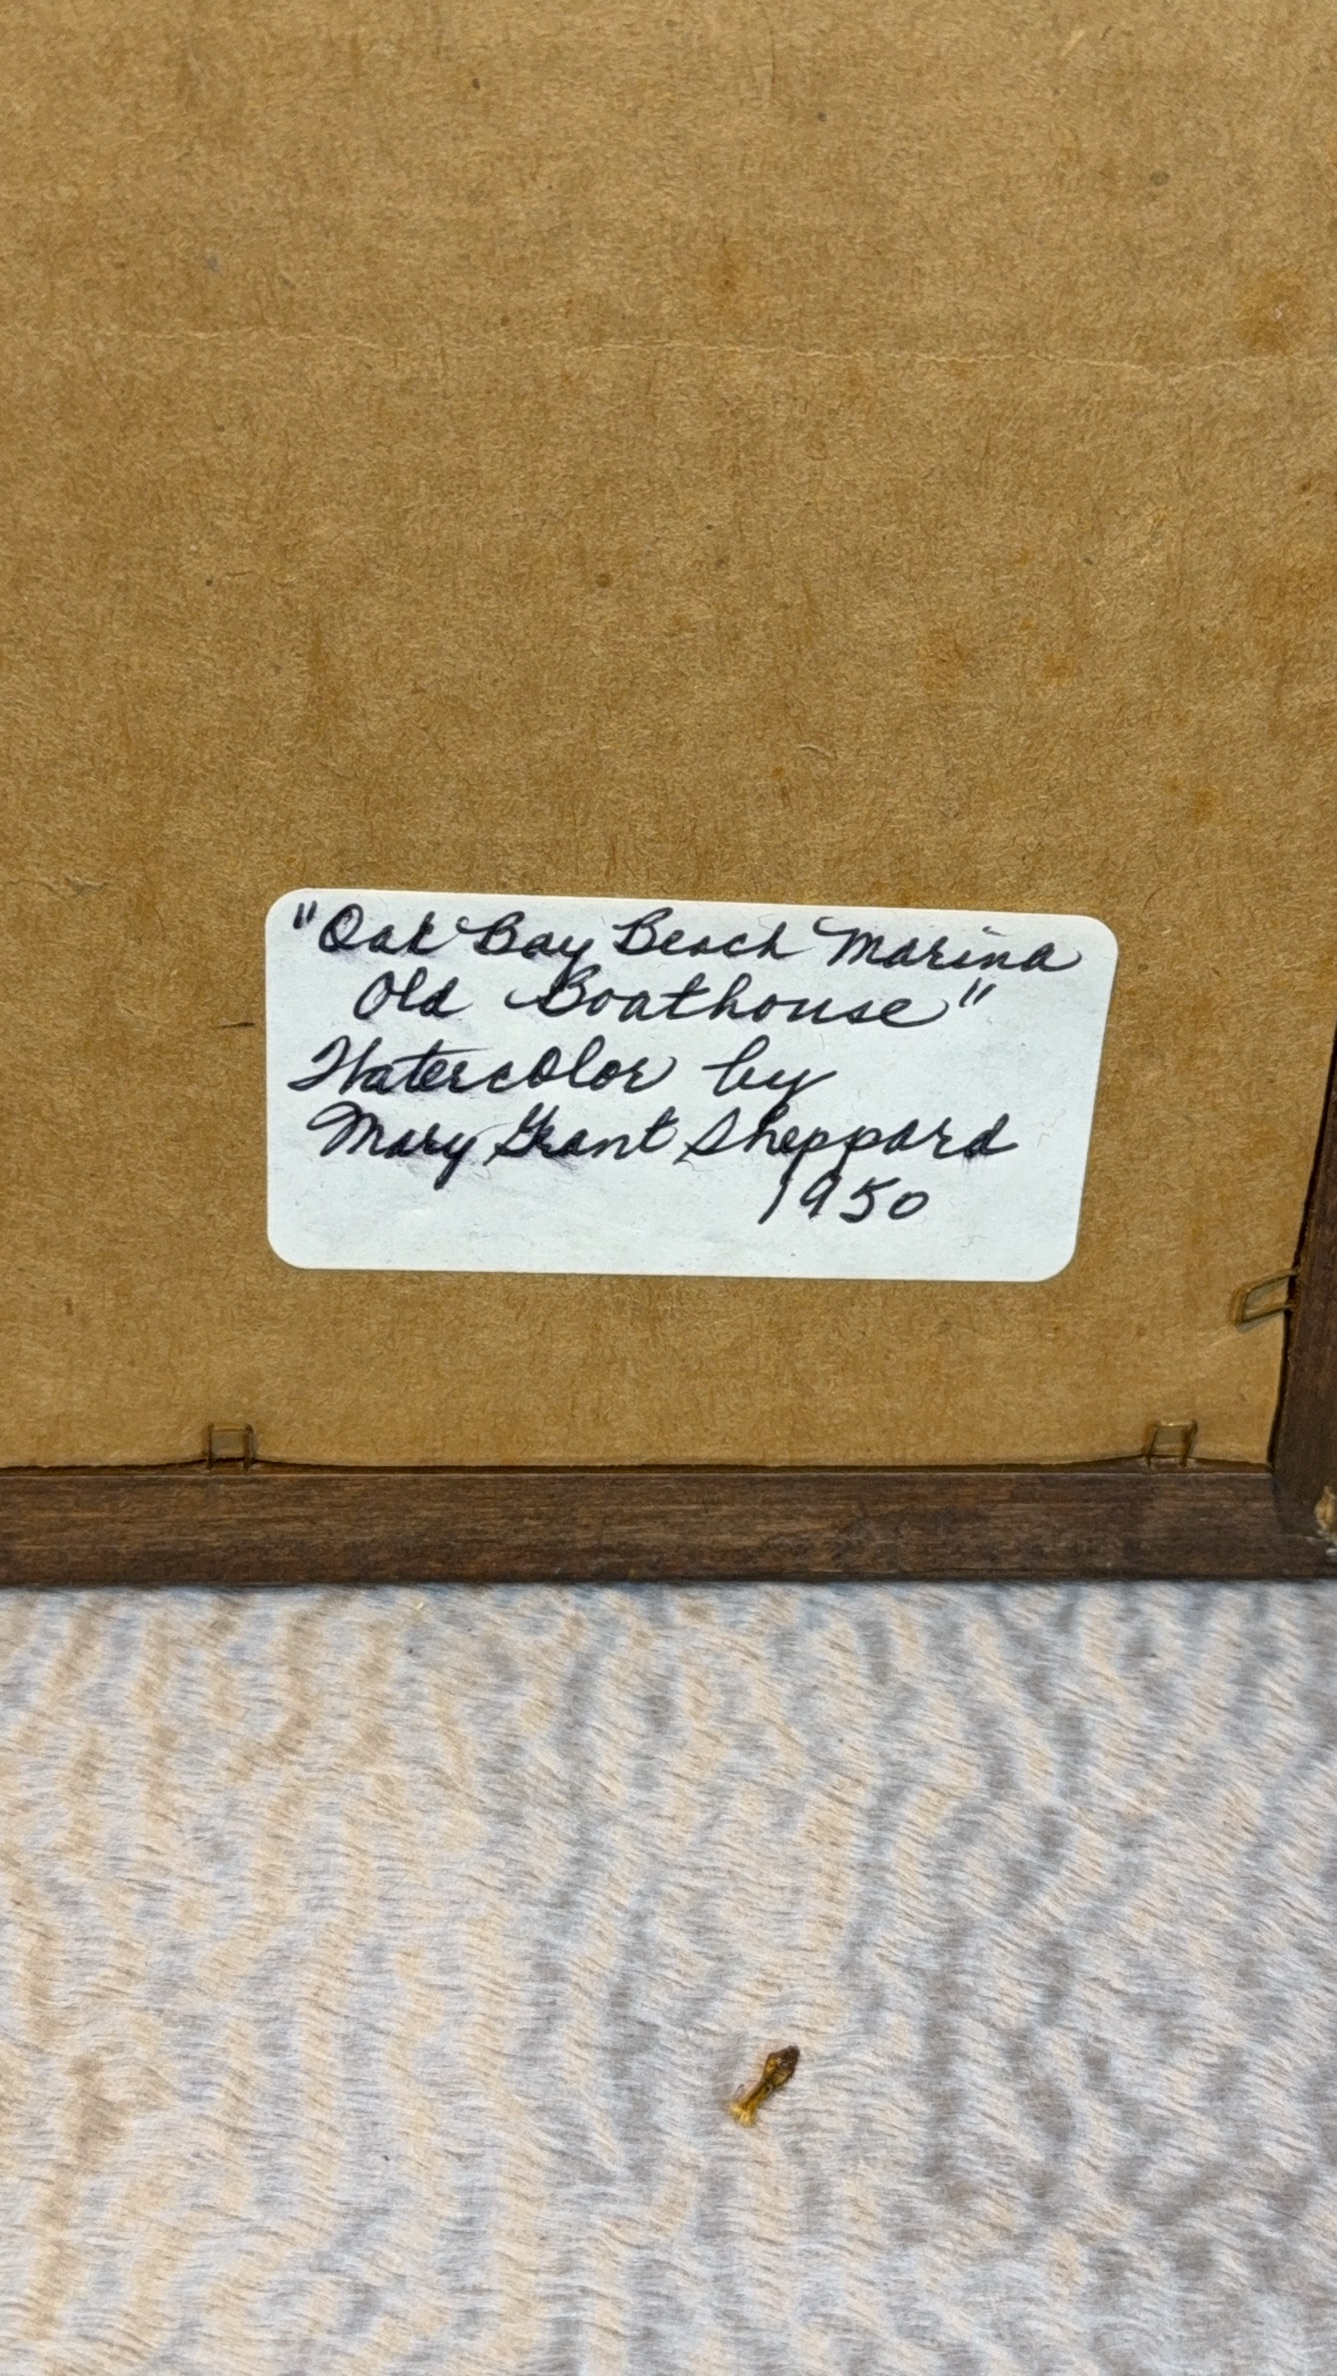 "Oak Bay Beach Marina
Old Boathouse"
Watercolor by
Mary Grant Sheppard
1950